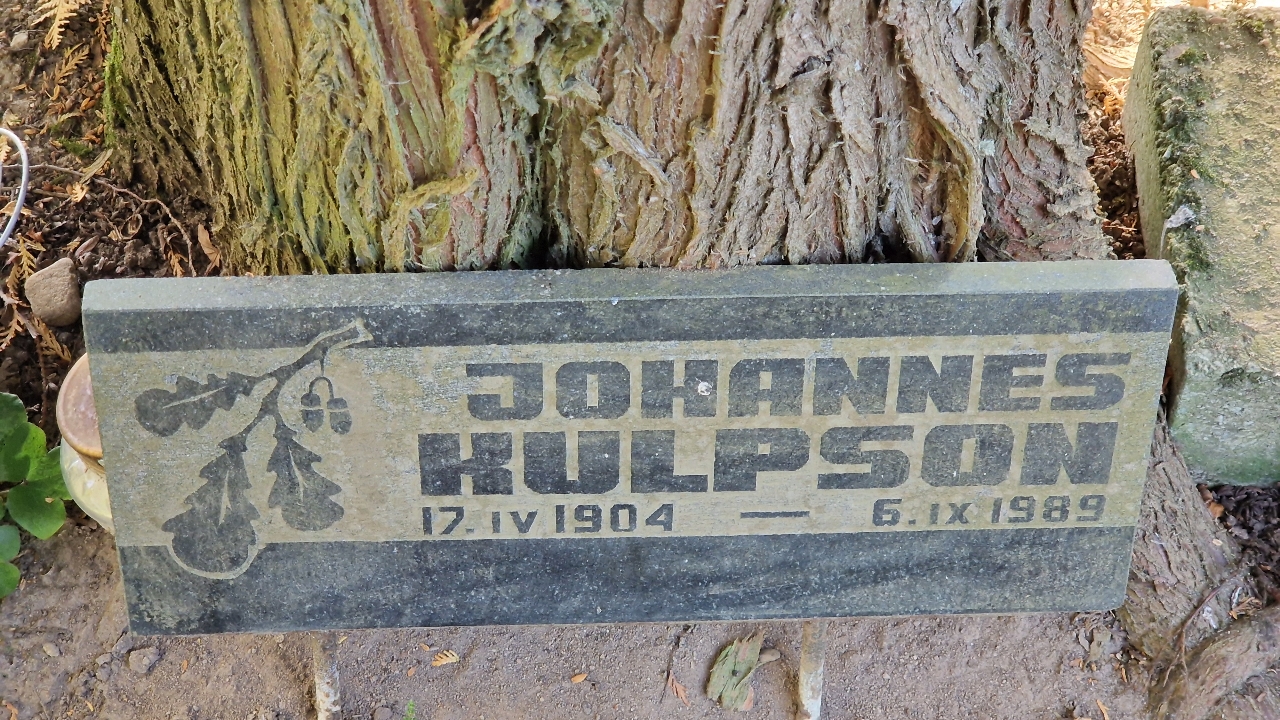 JOHANNES
KULPSON
17. IV 1904 — 6. IX 1989